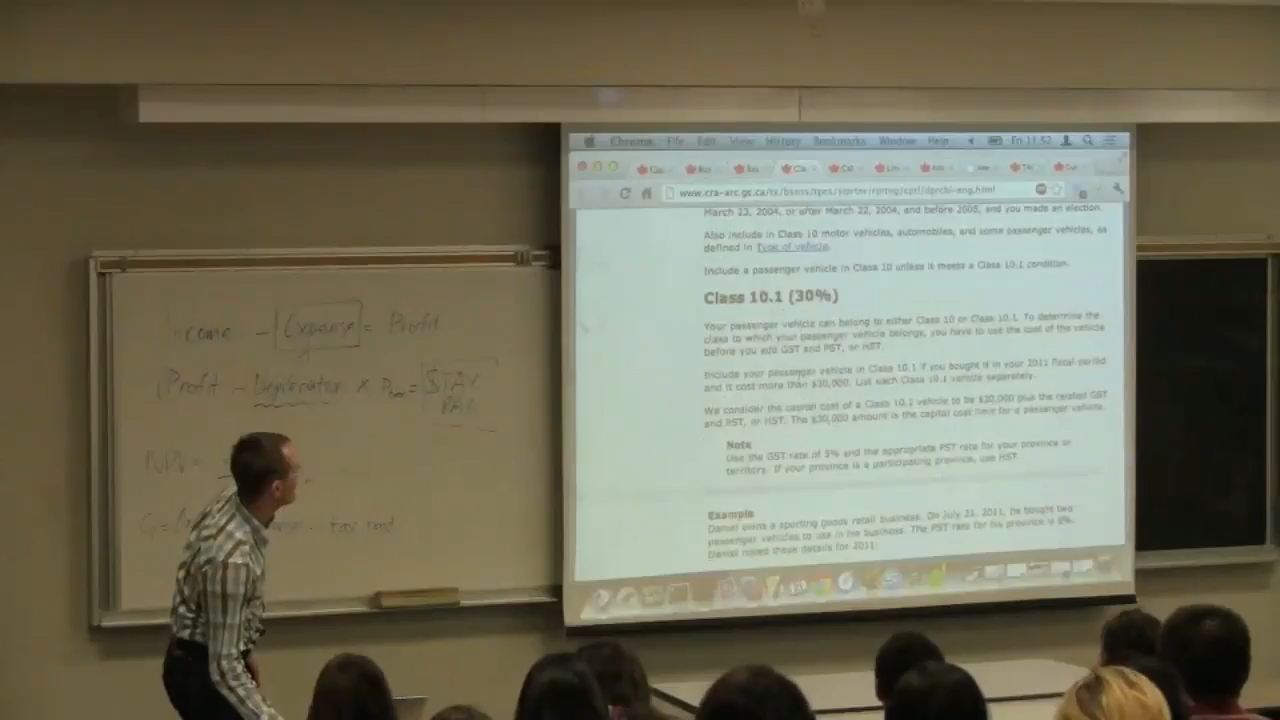 Income - Expense = Profit
(Profit - Depreciation × = $TAX
PAID
NPV =
- tax
Chrome File Edit View History Bookmarks Window Help Fri 11:52
www.cra-arc.gc.ca/tx/bsnss/tpcs/slprtnr/rprtng/cptl/dprcbl-eng.html
March 23, 2004, or after March 22, 2004, and before 2005, and you made an election.
Also include in Class 10 motor vehicles, automobiles, and some passenger vehicles, as
defined in Type of vehicle.
Include a passenger vehicle in Class 10 unless it meets a Class 10.1 condition.
Class 10.1 (30%)
Your passenger vehicle can belong to either Class 10 or Class 10.1. To determine the
class to which your passenger vehicle belongs, you have to use the cost of the vehicle
before you add GST and PST, or HST.
Include your passenger vehicle in Class 10.1 if you bought it in your 2011 fiscal period
and it cost more than $30,000. List each Class 10.1 vehicle separately.
We consider the capital cost of a Class 10.1 vehicle to be $30,000 plus the related GST
and PST, or HST. The $30,000 amount is the capital cost limit for a passenger vehicle.
Note
Use the GST rate of 5% and the appropriate PST rate for your province or
territory. If your province is a participating province, use HST.
Example
Daniel owns a sporting goods retail business. On July 21, 2011, he bought two
passenger vehicles to use in his business. The PST rate for his province is 8%.
Daniel noted these details for 2011: